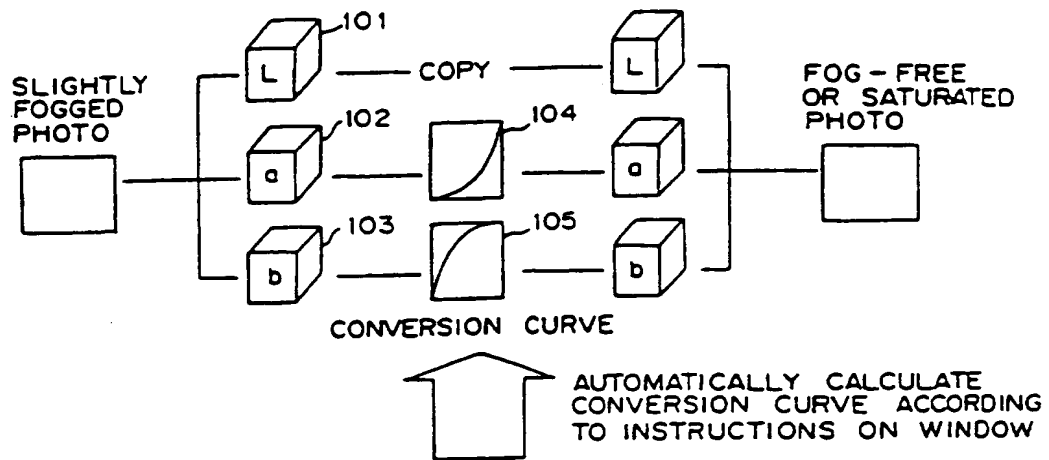 SLIGHTLY
FOGGED
PHOTO
101
L
COPY
L
102
a
104
a
103
b
105
b
CONVERSION CURVE
FOG-FREE
OR SATURATED
PHOTO
AUTOMATICALLY CALCULATE
CONVERSION CURVE ACCORDING
TO INSTRUCTIONS ON WINDOW